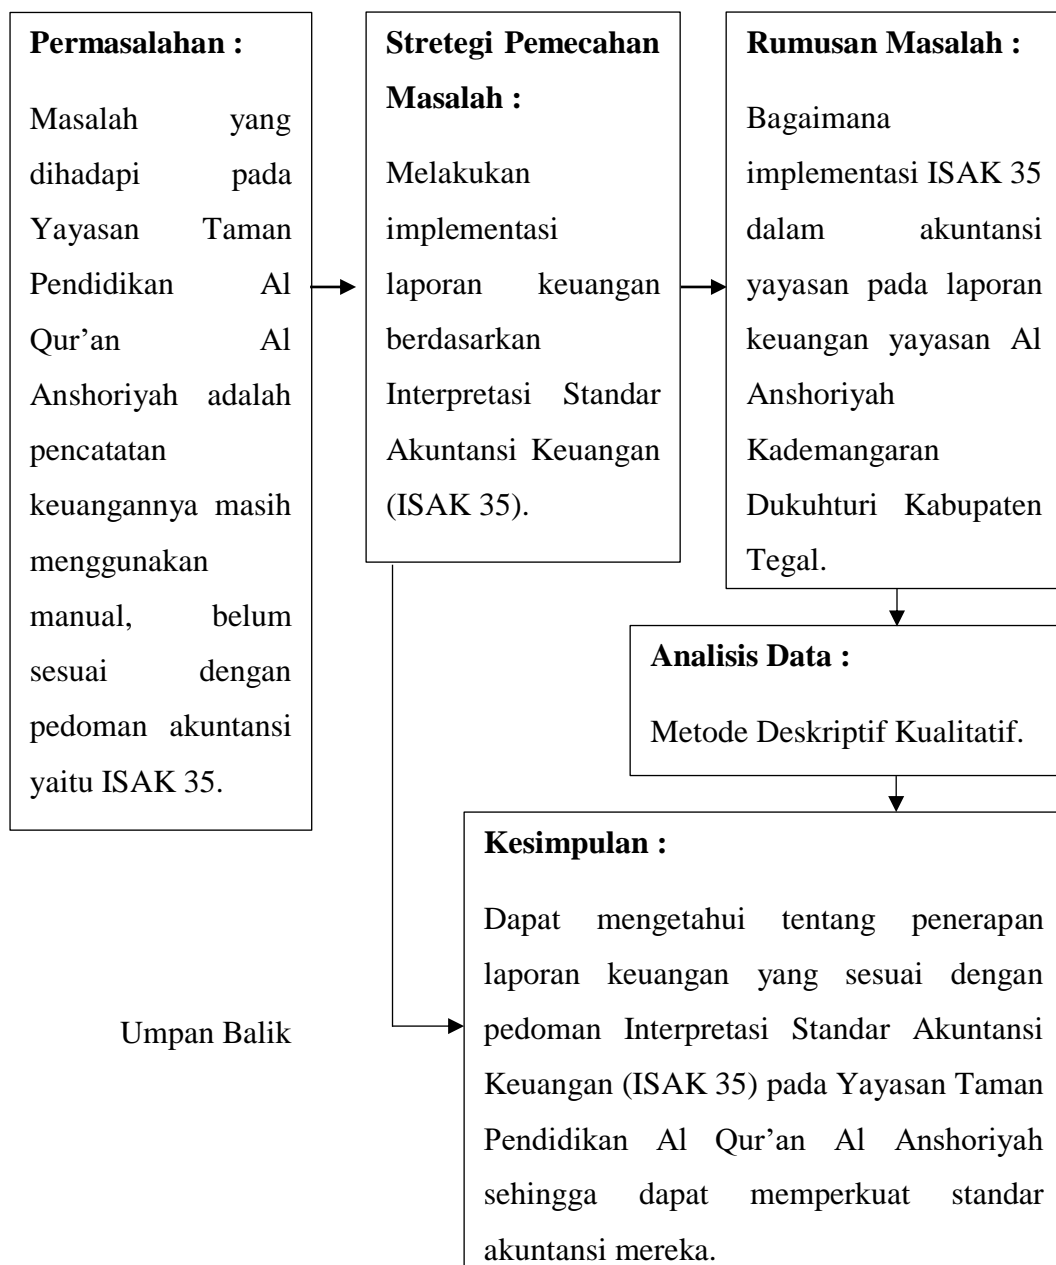 Permasalahan :
Masalah yang
dihadapi pada
Yayasan Taman
Pendidikan Al
Qur’an Al
Anshoriyah adalah
pencatatan
keuangannya masih
menggunakan
manual, belum
sesuai dengan
pedoman akuntansi
yaitu ISAK 35.
Stretegi Pemecahan
Masalah :
Melakukan
implementasi
laporan keuangan
berdasarkan
Interpretasi Standar
Akuntansi Keuangan
(ISAK 35).
Rumusan Masalah :
Bagaimana
implementasi ISAK 35
dalam akuntansi
yayasan pada laporan
keuangan yayasan Al
Anshoriyah
Kademangaran
Dukuhturi Kabupaten
Tegal.
Analisis Data :
Metode Deskriptif Kualitatif.
Umpan Balik
Kesimpulan :
Dapat mengetahui tentang penerapan
laporan keuangan yang sesuai dengan
pedoman Interpretasi Standar Akuntansi
Keuangan (ISAK 35) pada Yayasan Taman
Pendidikan Al Qur’an Al Anshoriyah
sehingga dapat memperkuat standar
akuntansi mereka.